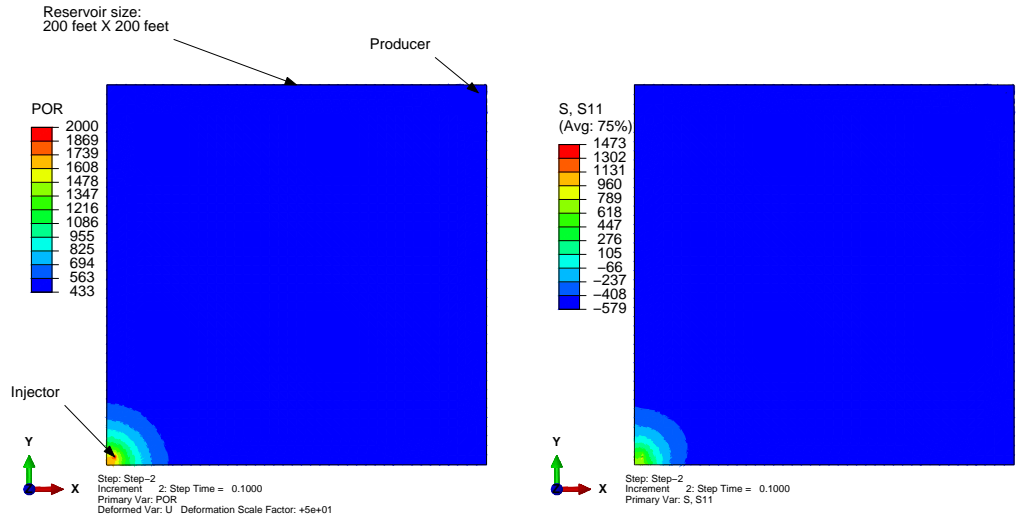 Reservoir size:
200 feet X 200 feet
Producer
POR
2000
1869
1739
1608
1478
1347
1216
1086
955
825
694
563
433
Injector
Y
X
Z
Step: Step−2
Increment 2: Step Time = 0.1000
Primary Var: POR
Deformed Var: U Deformation Scale Factor: +5e+01
S, S11
(Avg: 75%)
1473
1302
1131
960
789
618
447
276
105
−66
−237
−408
−579
Y
X
Z
Step: Step−2
Increment 2: Step Time = 0.1000
Primary Var: S, S11